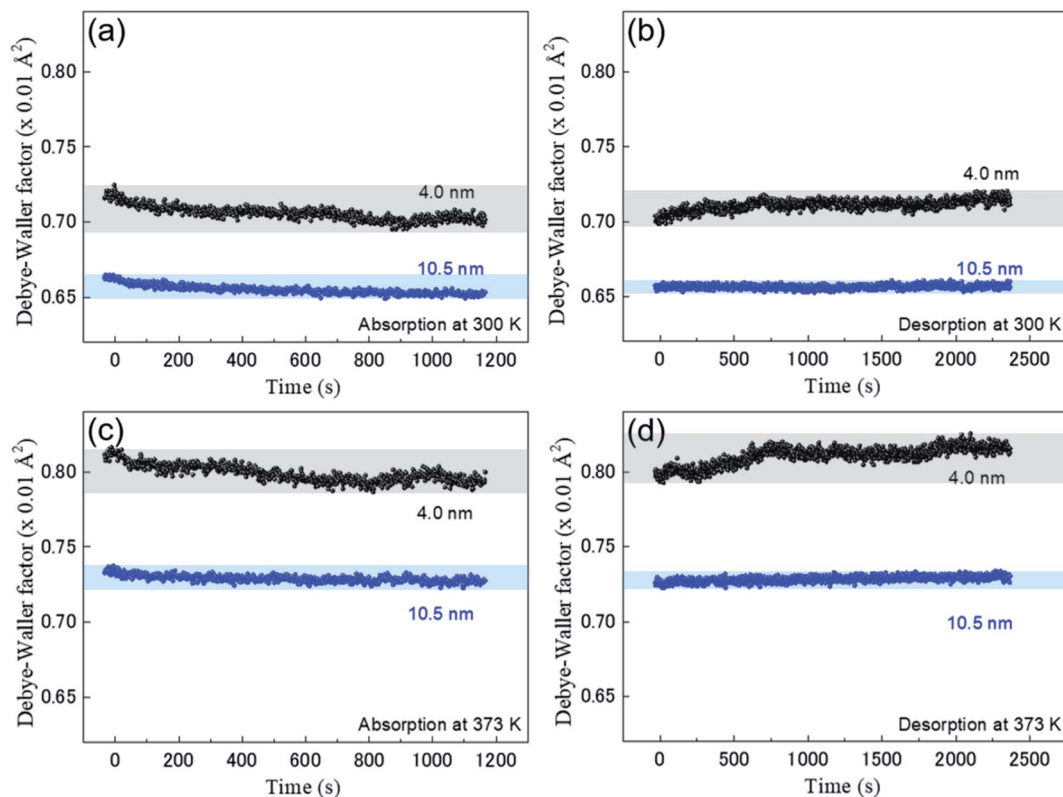 (a)
Debye-Waller factor (x 0.01 Å²)
0.80
0.75
0.70
0.65
4.0 nm
10.5 nm
Absorption at 300 K
0 200 400 600 800 1000 1200
Time (s)
(b)
Debye-Waller factor (x 0.01 Å²)
0.80
0.75
0.70
0.65
4.0 nm
10.5 nm
Desorption at 300 K
0 500 1000 1500 2000 2500
Time (s)
(c)
Debye-Waller factor (x 0.01 Å²)
0.80
0.75
0.70
0.65
4.0 nm
10.5 nm
Absorption at 373 K
0 200 400 600 800 1000 1200
Time (s)
(d)
Debye-Waller factor (x 0.01 Å²)
0.80
0.75
0.70
0.65
4.0 nm
10.5 nm
Desorption at 373 K
0 500 1000 1500 2000 2500
Time (s)